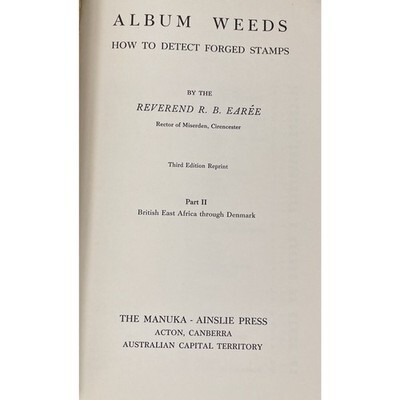 ALBUM WEEDS
HOW TO DETECT FORGED STAMPS
BY THE
REVEREND R. B. EARÉE
Rector of Miserden, Cirencester
Third Edition Reprint
Part II
British East Africa through Denmark
THE MANUKA - AINSLIE PRESS
ACTON, CANBERRA
AUSTRALIAN CAPITAL TERRITORY